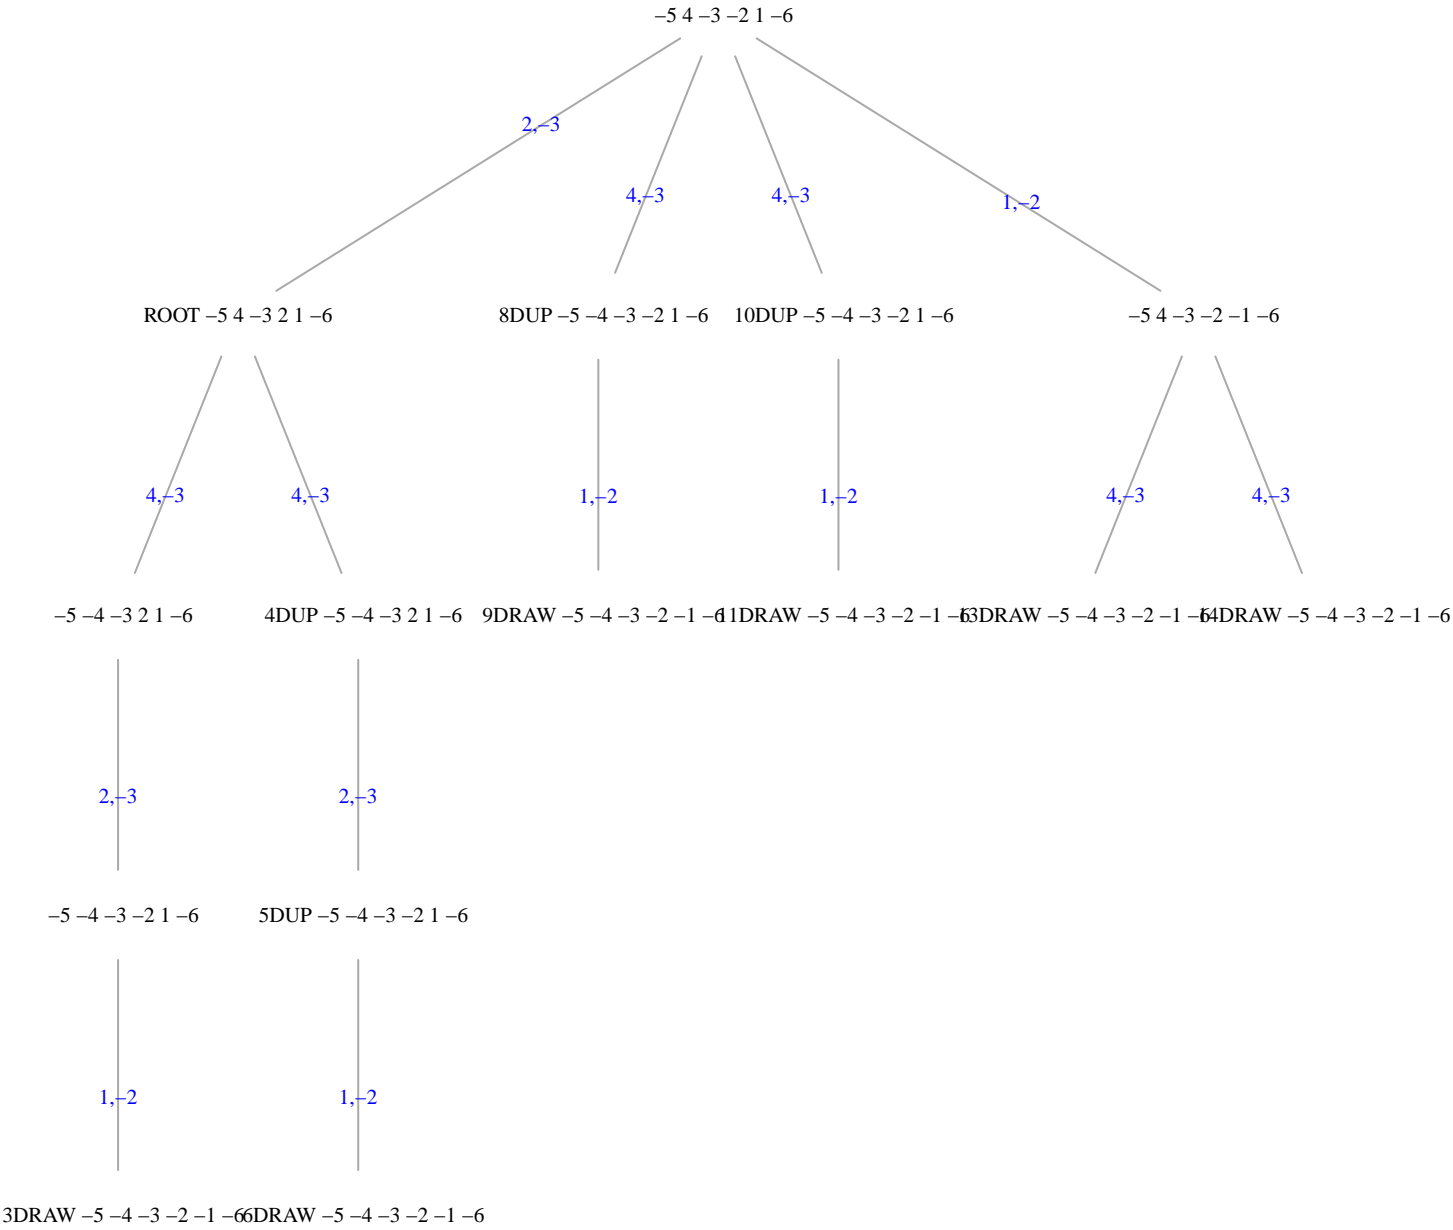 –5 4 –3 –2 1 –6
2,–3
4,–3 4,–3
1,–2
ROOT –5 4 –3 2 1 –6 8DUP –5 –4 –3 –2 1 –6 10DUP –5 –4 –3 –2 1 –6 –5 4 –3 –2 –1 –6
4,–3 4,–3 1,–2 1,–2 4,–3 4,–3
–5 –4 –3 2 1 –6 4DUP –5 –4 –3 2 1 –6 9DRAW –5 –4 –3 –2 –1 –6 11DRAW –5 –4 –3 –2 –1 –6 13DRAW –5 –4 –3 –2 –1 –6 14DRAW –5 –4 –3 –2 –1 –6
2,–3 2,–3
–5 –4 –3 –2 1 –6 5DUP –5 –4 –3 –2 1 –6
1,–2 1,–2
3DRAW –5 –4 –3 –2 –1 –6 6DRAW –5 –4 –3 –2 –1 –6